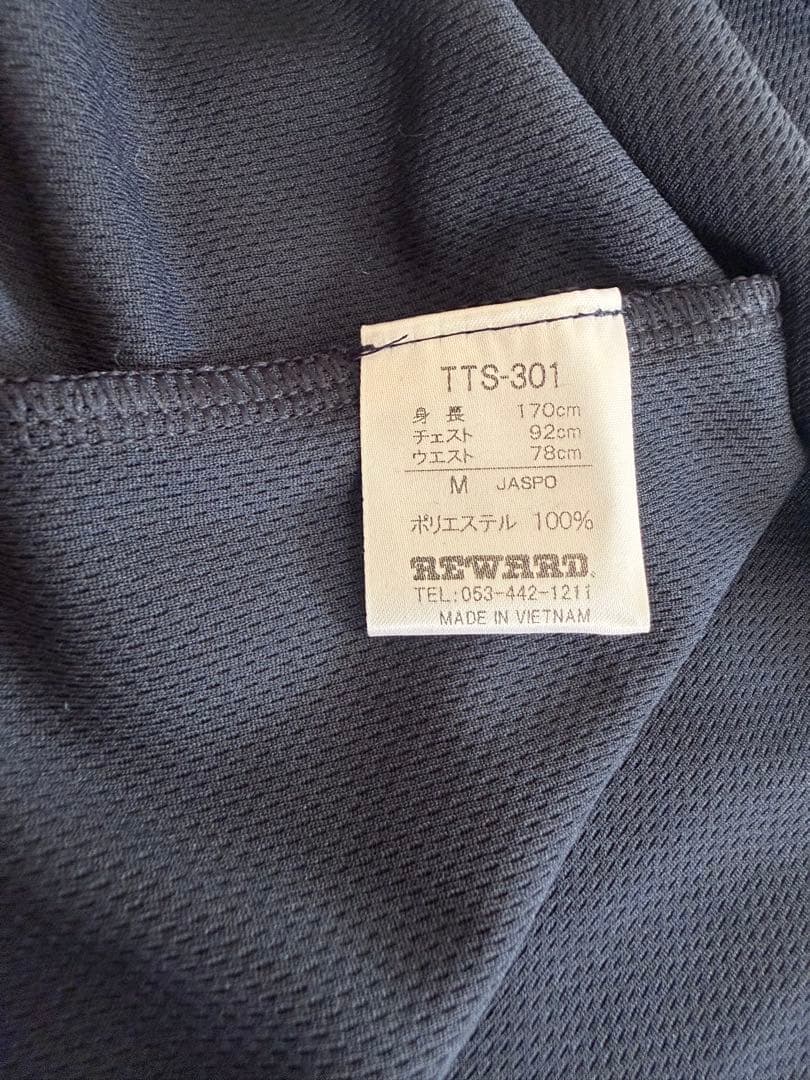 TTS-301
身長 170cm
チェスト 92cm
ウエスト 78cm
M JASPO
ポリエステル 100%
REWARD.
TEL:053-442-1211
MADE IN VIETNAM